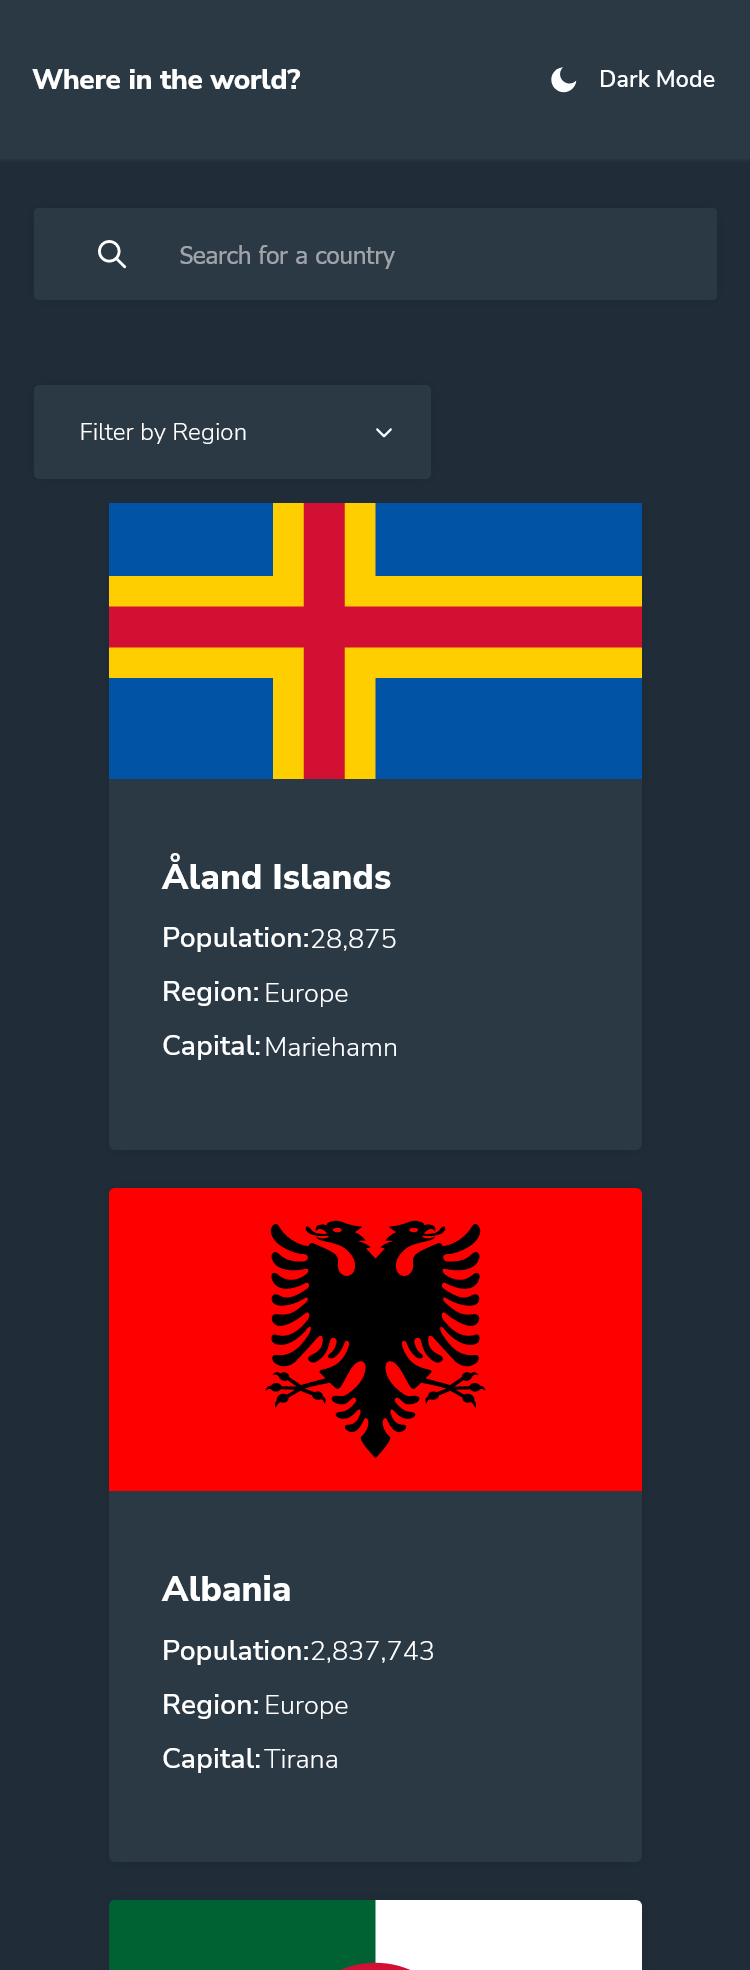 Where in the world?
Dark Mode
Search for a country
Filter by Region
Åland Islands
Population:28,875
Region: Europe
Capital: Mariehamn
Albania
Population:2,837,743
Region: Europe
Capital: Tirana